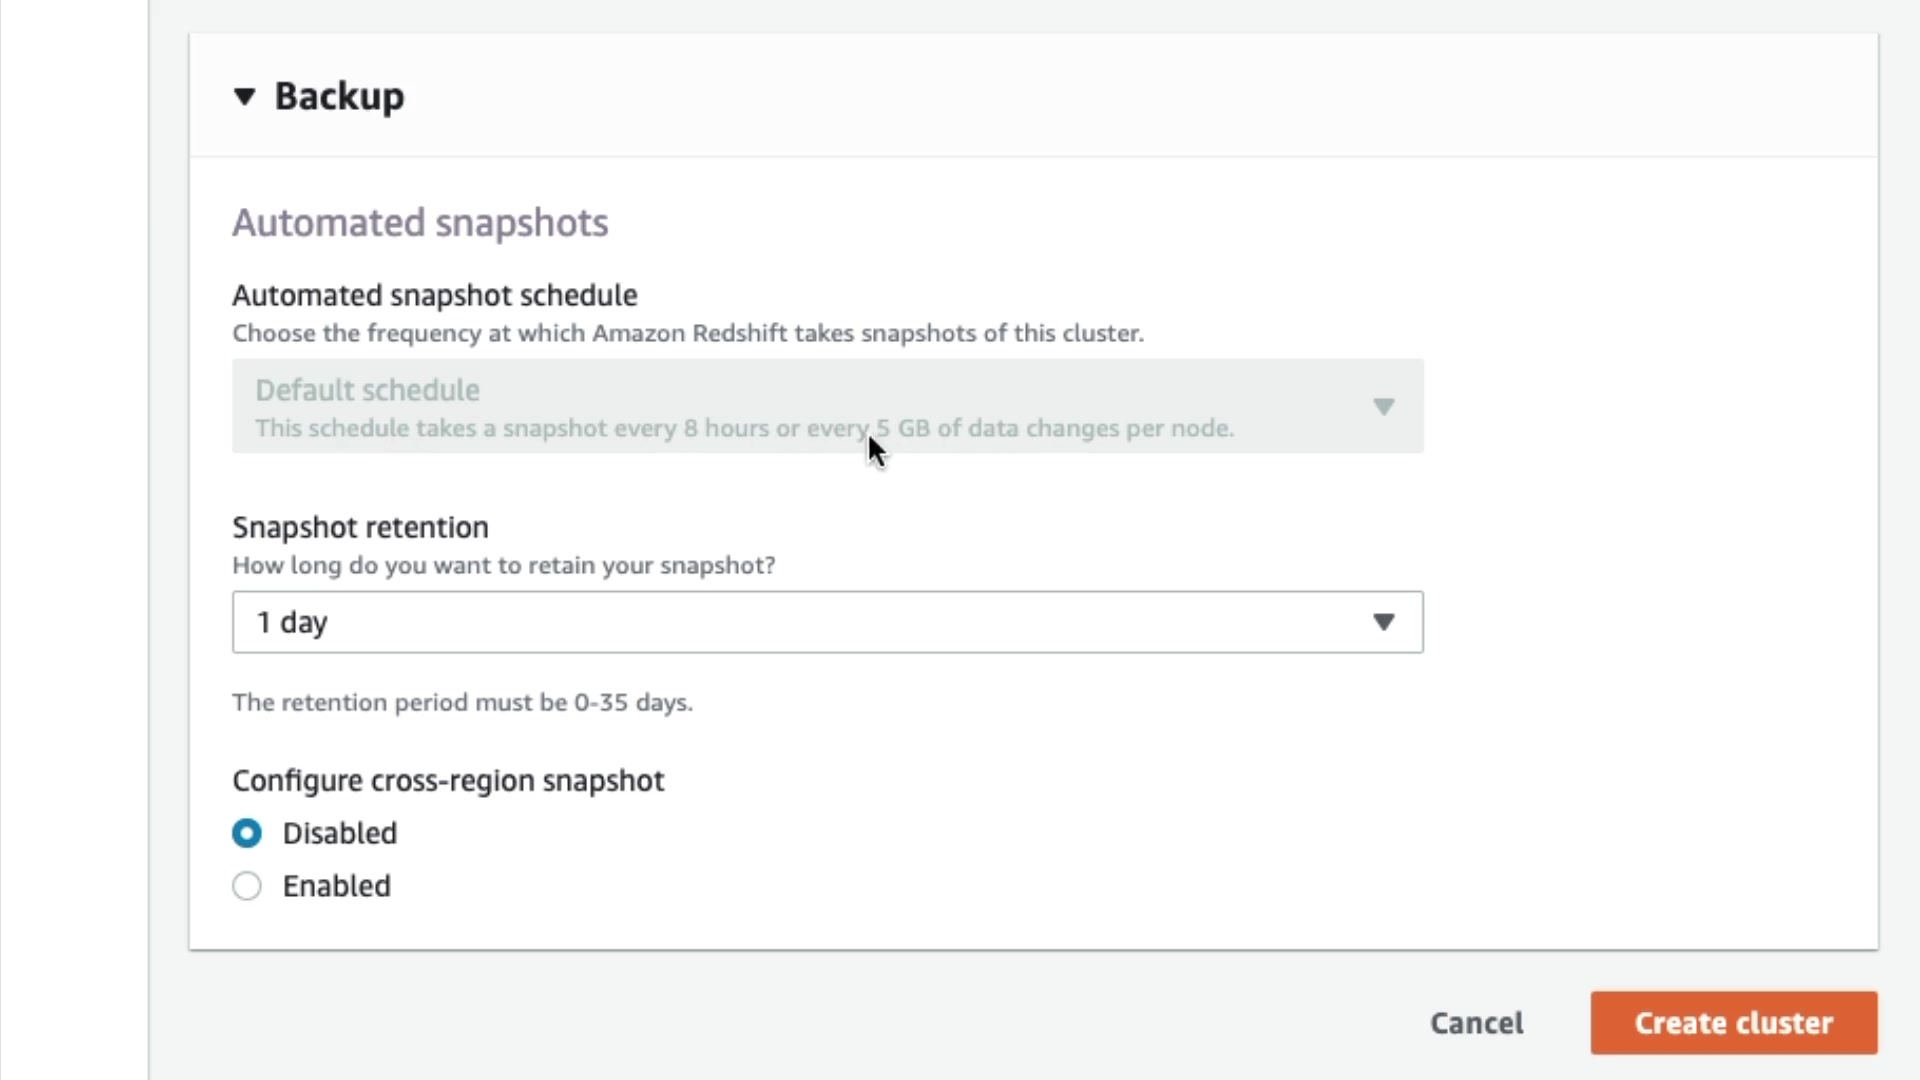 Backup
Automated snapshots
Automated snapshot schedule
Choose the frequency at which Amazon Redshift takes snapshots of this cluster.
Default schedule
This schedule takes a snapshot every 8 hours or every 5 GB of data changes per node.
Snapshot retention
How long do you want to retain your snapshot?
1 day
The retention period must be 0-35 days.
Configure cross-region snapshot
Disabled
Enabled
Cancel
Create cluster